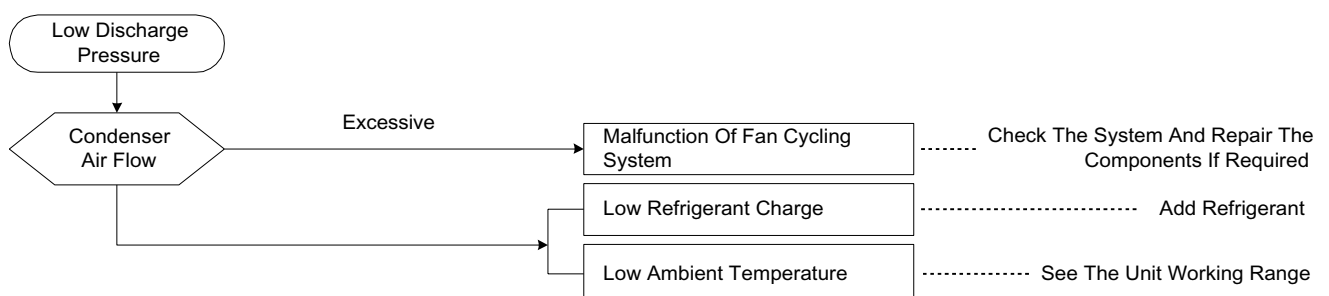 Low Discharge
Pressure
Condenser
Air Flow
Excessive
Malfunction Of Fan Cycling
System
Check The System And Repair The
Components If Required
Low Refrigerant Charge
Add Refrigerant
Low Ambient Temperature
See The Unit Working Range